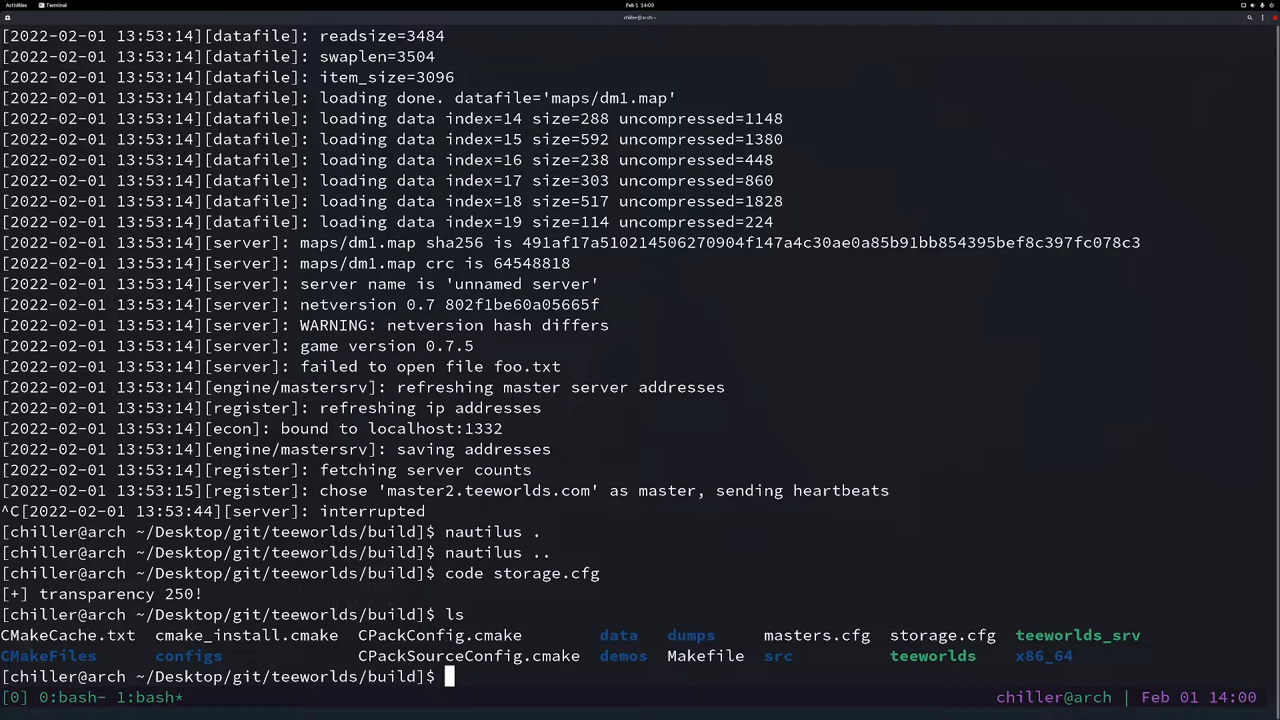 Activities Terminal Feb 1 14:00
chiller@arch:~
[2022-02-01 13:53:14][datafile]: readsize=3484
[2022-02-01 13:53:14][datafile]: swaplen=3504
[2022-02-01 13:53:14][datafile]: item_size=3096
[2022-02-01 13:53:14][datafile]: loading done. datafile='maps/dm1.map'
[2022-02-01 13:53:14][datafile]: loading data index=14 size=288 uncompressed=1148
[2022-02-01 13:53:14][datafile]: loading data index=15 size=592 uncompressed=1380
[2022-02-01 13:53:14][datafile]: loading data index=16 size=238 uncompressed=448
[2022-02-01 13:53:14][datafile]: loading data index=17 size=303 uncompressed=860
[2022-02-01 13:53:14][datafile]: loading data index=18 size=517 uncompressed=1828
[2022-02-01 13:53:14][datafile]: loading data index=19 size=114 uncompressed=224
[2022-02-01 13:53:14][server]: maps/dm1.map sha256 is 491af17a510214506270904f147a4c30ae0a85b91bb854395bef8c397fc078c3
[2022-02-01 13:53:14][server]: maps/dm1.map crc is 64548818
[2022-02-01 13:53:14][server]: server name is 'unnamed server'
[2022-02-01 13:53:14][server]: netversion 0.7 802f1be60a05665f
[2022-02-01 13:53:14][server]: WARNING: netversion hash differs
[2022-02-01 13:53:14][server]: game version 0.7.5
[2022-02-01 13:53:14][server]: failed to open file foo.txt
[2022-02-01 13:53:14][engine/mastersrv]: refreshing master server addresses
[2022-02-01 13:53:14][register]: refreshing ip addresses
[2022-02-01 13:53:14][econ]: bound to localhost:1332
[2022-02-01 13:53:14][engine/mastersrv]: saving addresses
[2022-02-01 13:53:14][register]: fetching server counts
[2022-02-01 13:53:15][register]: chose 'master2.teeworlds.com' as master, sending heartbeats
^C[2022-02-01 13:53:44][server]: interrupted
[chiller@arch ~/Desktop/git/teeworlds/build]$ nautilus .
[chiller@arch ~/Desktop/git/teeworlds/build]$ nautilus ..
[chiller@arch ~/Desktop/git/teeworlds/build]$ code storage.cfg
[+] transparency 250!
[chiller@arch ~/Desktop/git/teeworlds/build]$ ls
CMakeCache.txt cmake_install.cmake CPackConfig.cmake data dumps masters.cfg storage.cfg teeworlds_srv
CMakeFiles configs CPackSourceConfig.cmake demos Makefile src teeworlds x86_64
[chiller@arch ~/Desktop/git/teeworlds/build]$
[0] 0:bash- 1:bash* chiller@arch | Feb 01 14:00